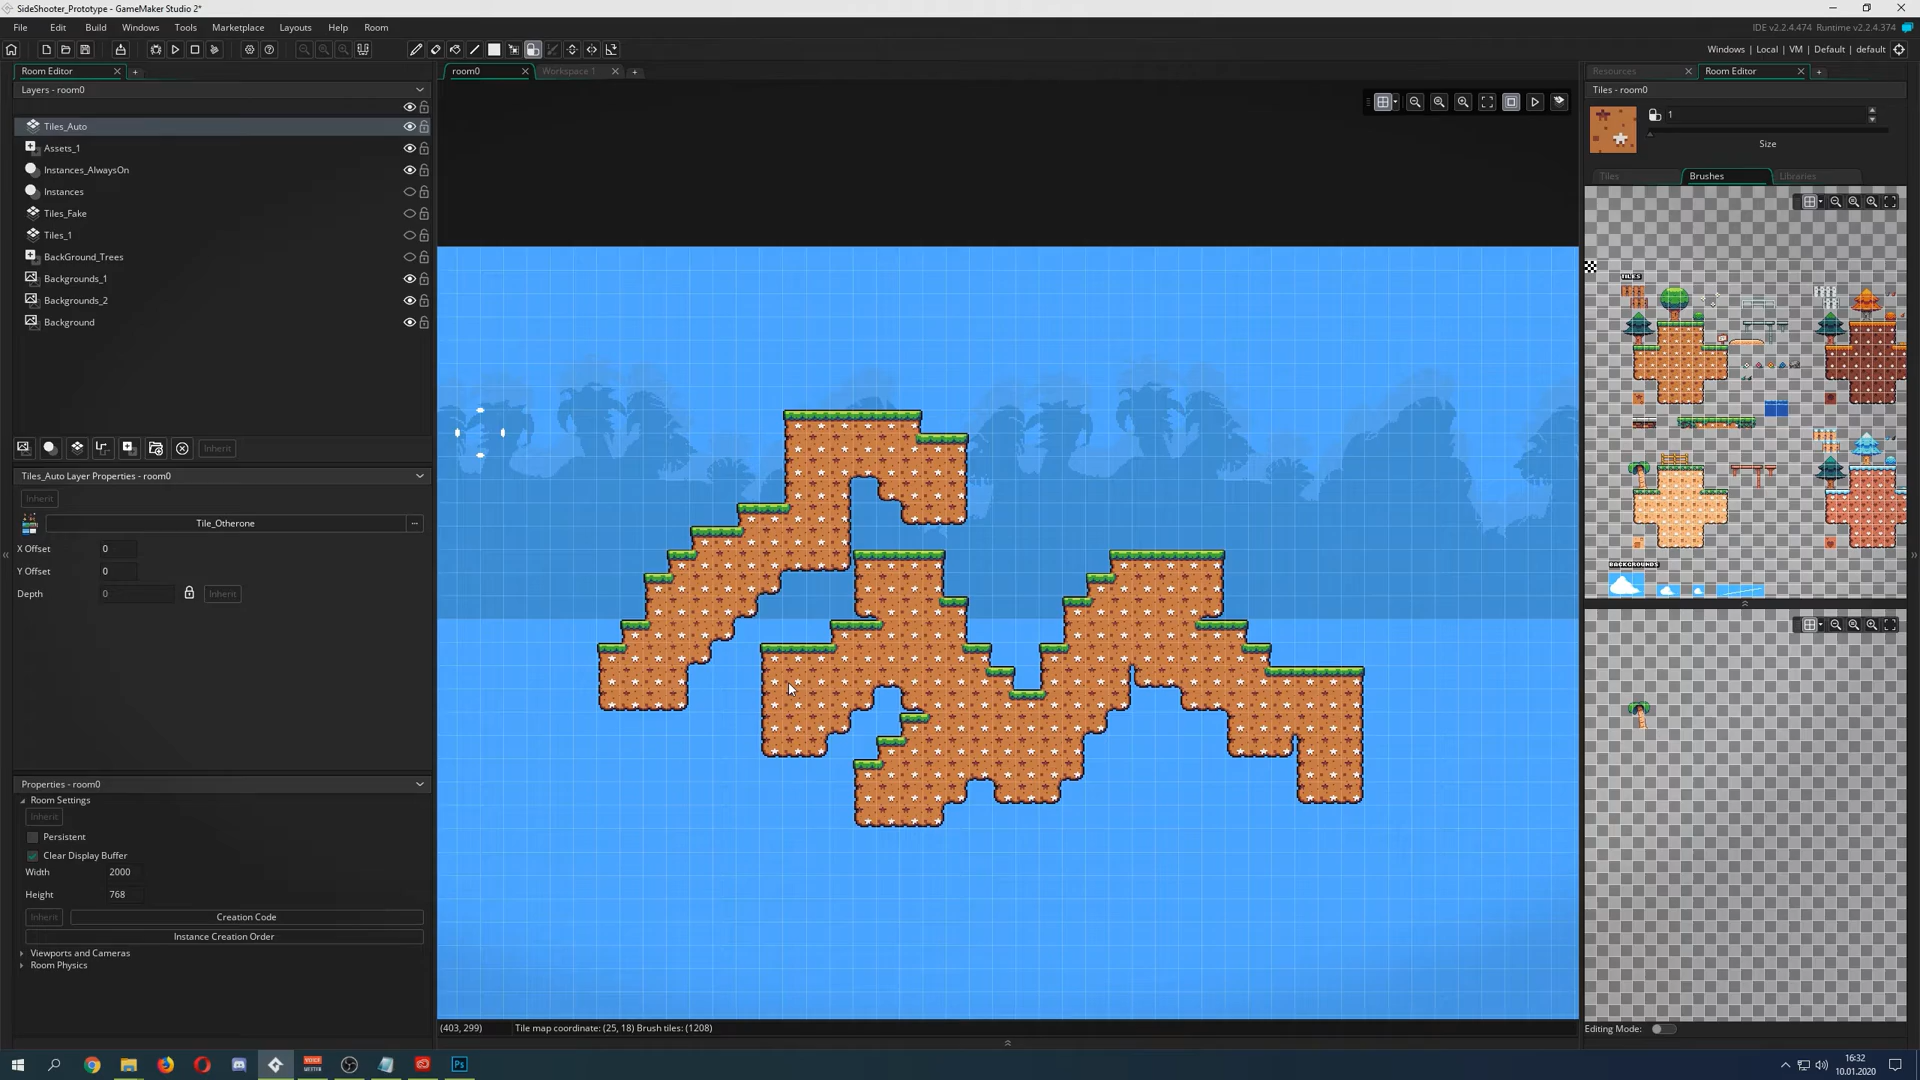 SideShooter_Prototype - GameMaker Studio 2*
File Edit Build Windows Tools Marketplace Layouts Help Room
IDE v2.2.4.474 Runtime v2.2.4.374
Windows | Local | VM | Default | default
Room Editor
room0
Workspace 1
Resources
Room Editor
Layers - room0
Tiles_Auto
Assets_1
Instances_AlwaysOn
Instances
Tiles_Fake
Tiles_1
BackGround_Trees
Backgrounds_1
Backgrounds_2
Background
Inherit
Tiles_Auto Layer Properties - room0
Inherit
Tile_Otherone
...
X Offset 0
Y Offset 0
Depth 0 Inherit
Properties - room0
Room Settings
Inherit
Persistent
Clear Display Buffer
Width 2000
Height 768
Inherit Creation Code
Instance Creation Order
Viewports and Cameras
Room Physics
(403, 299) Tile map coordinate: (25, 18) Brush tiles: (1208)
Tiles - room0
1
Size
Tiles Brushes Libraries
TILES
BACKGROUNDS
Editing Mode:
Ps
16:32
10.01.2020